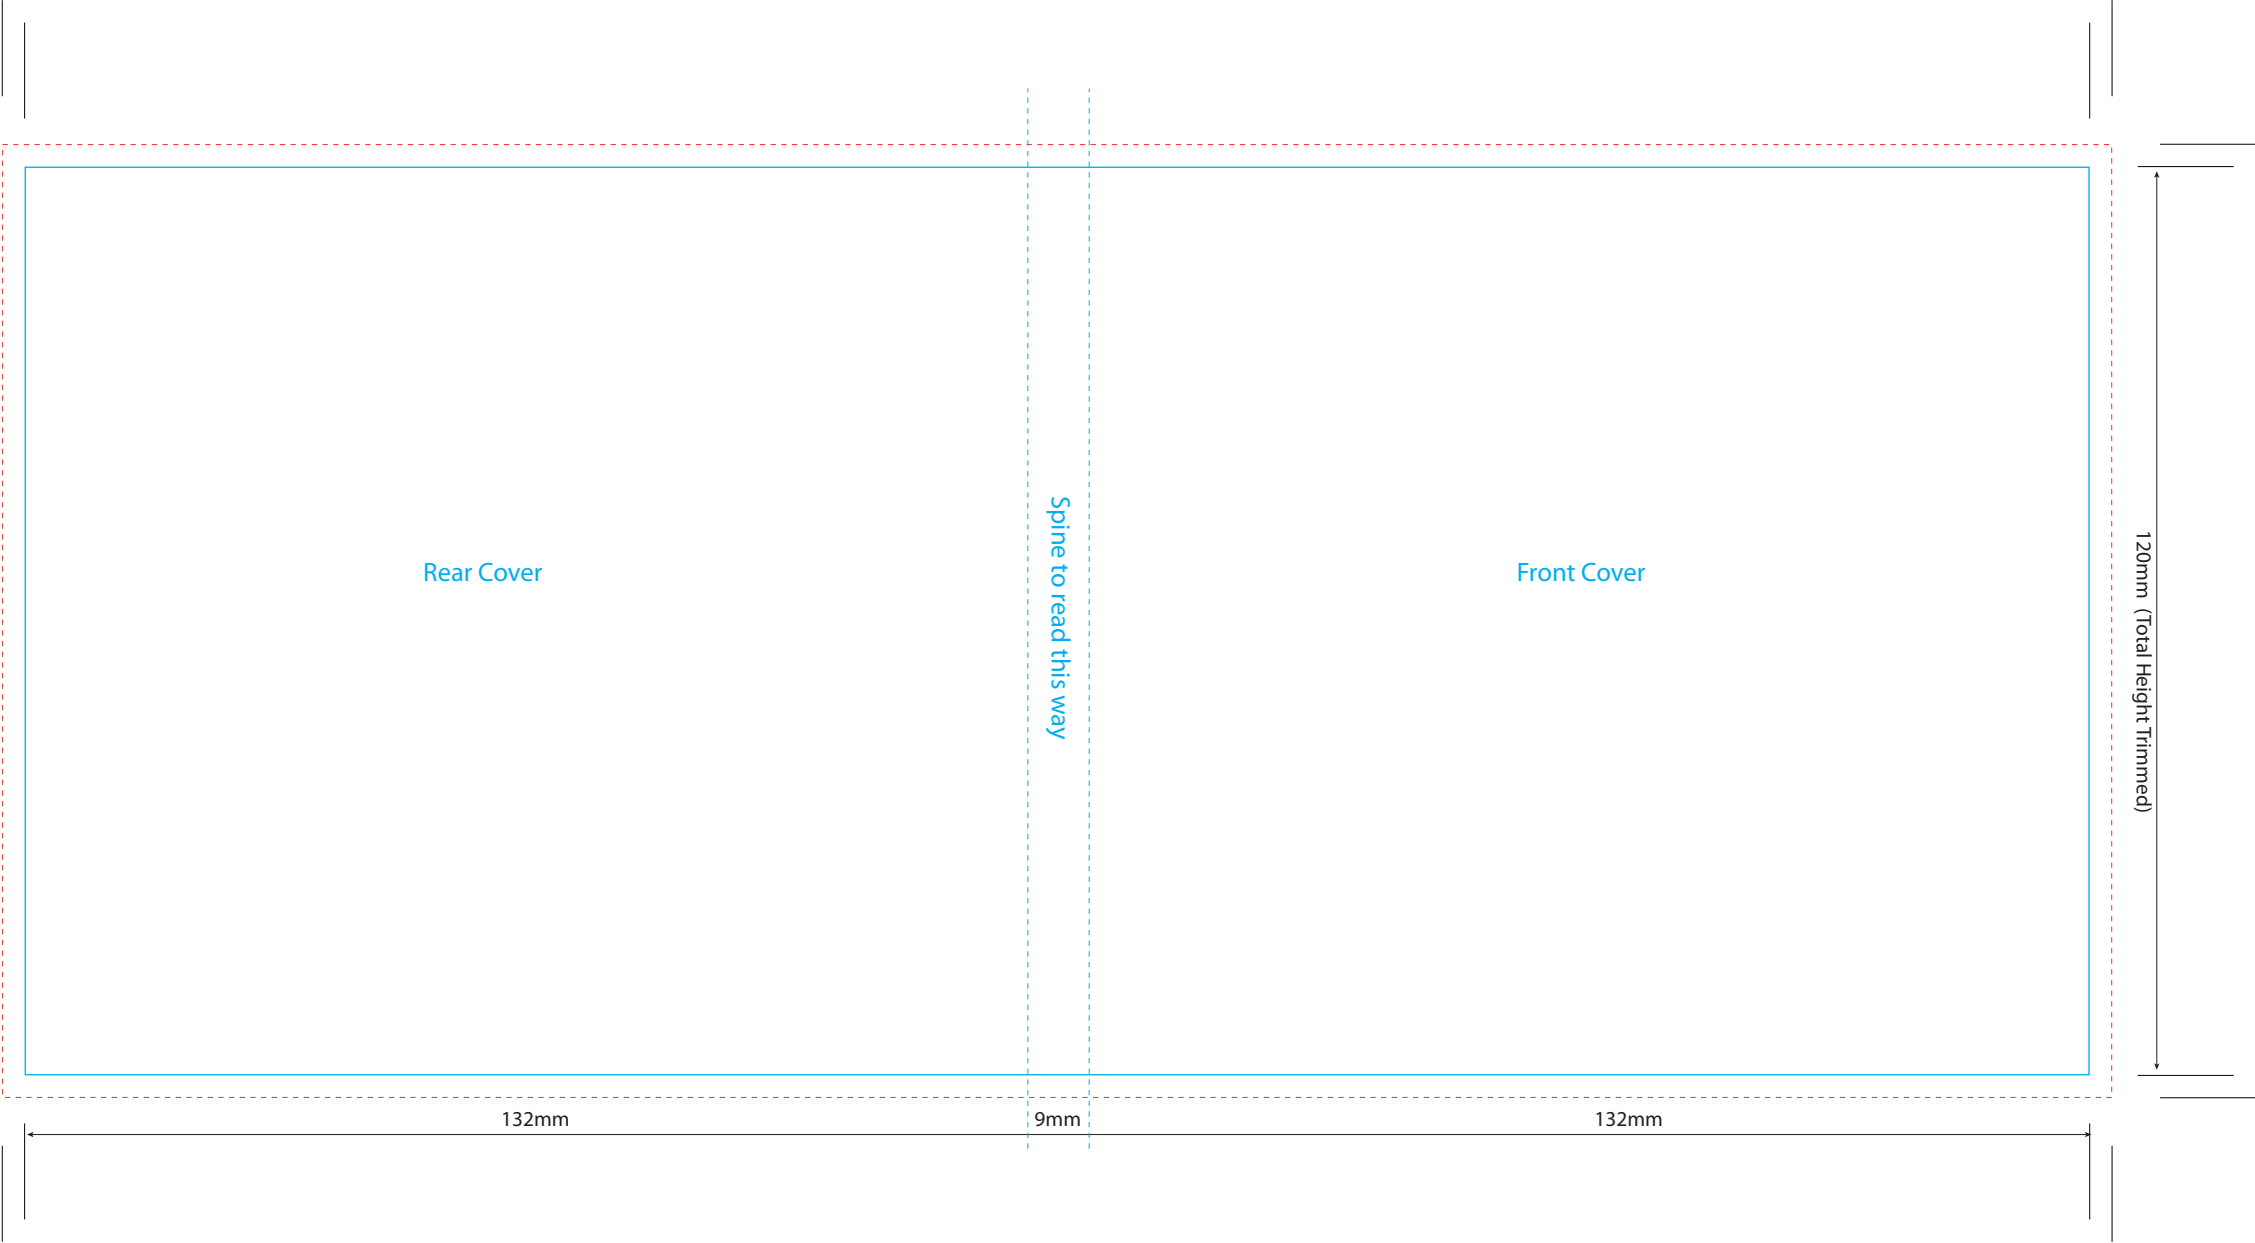 Rear Cover
Spine to read this way
Front Cover
120mm (Total Height Trimmed)
132mm
9mm
132mm